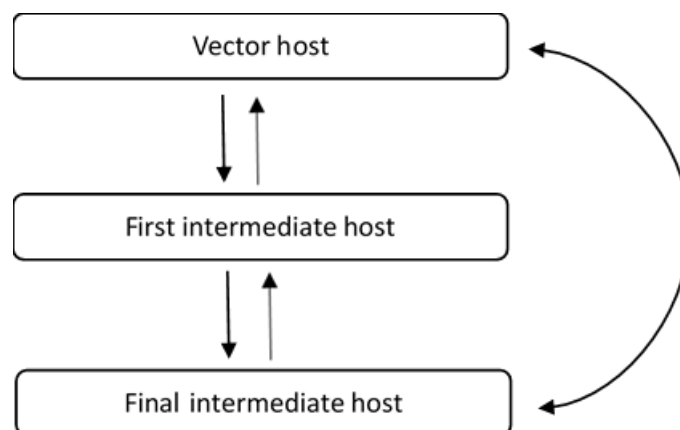 Vector host
First intermediate host
Final intermediate host